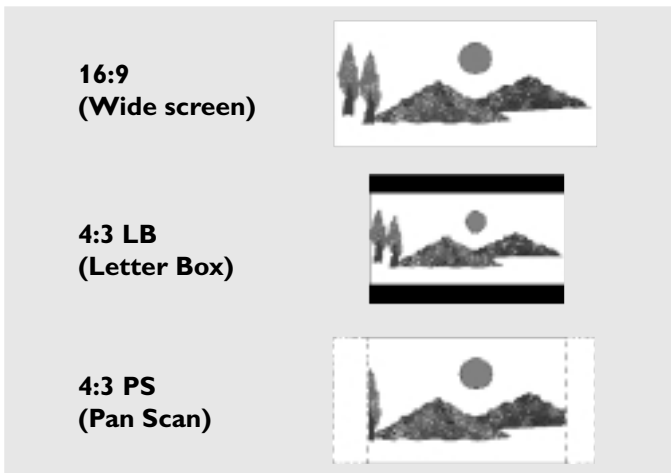 16:9
(Wide screen)
4:3 LB
(Letter Box)
4:3 PS
(Pan Scan)